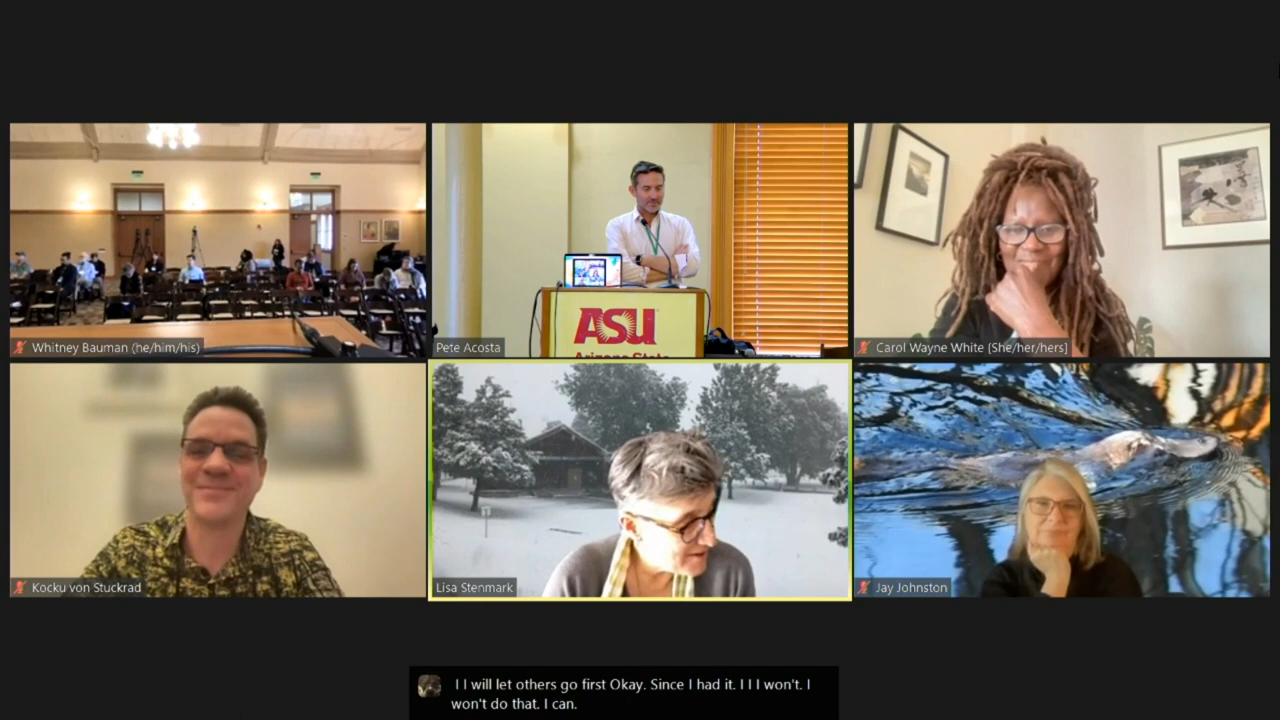 ASU
Arizona State
Whitney Bauman (he/him/his)
Pete Acosta
Carol Wayne White [She/her/hers]
Kocku von Stuckrad
Lisa Stenmark
Jay Johnston
I I will let others go first Okay. Since I had it. I I I won't. I
won't do that. I can.